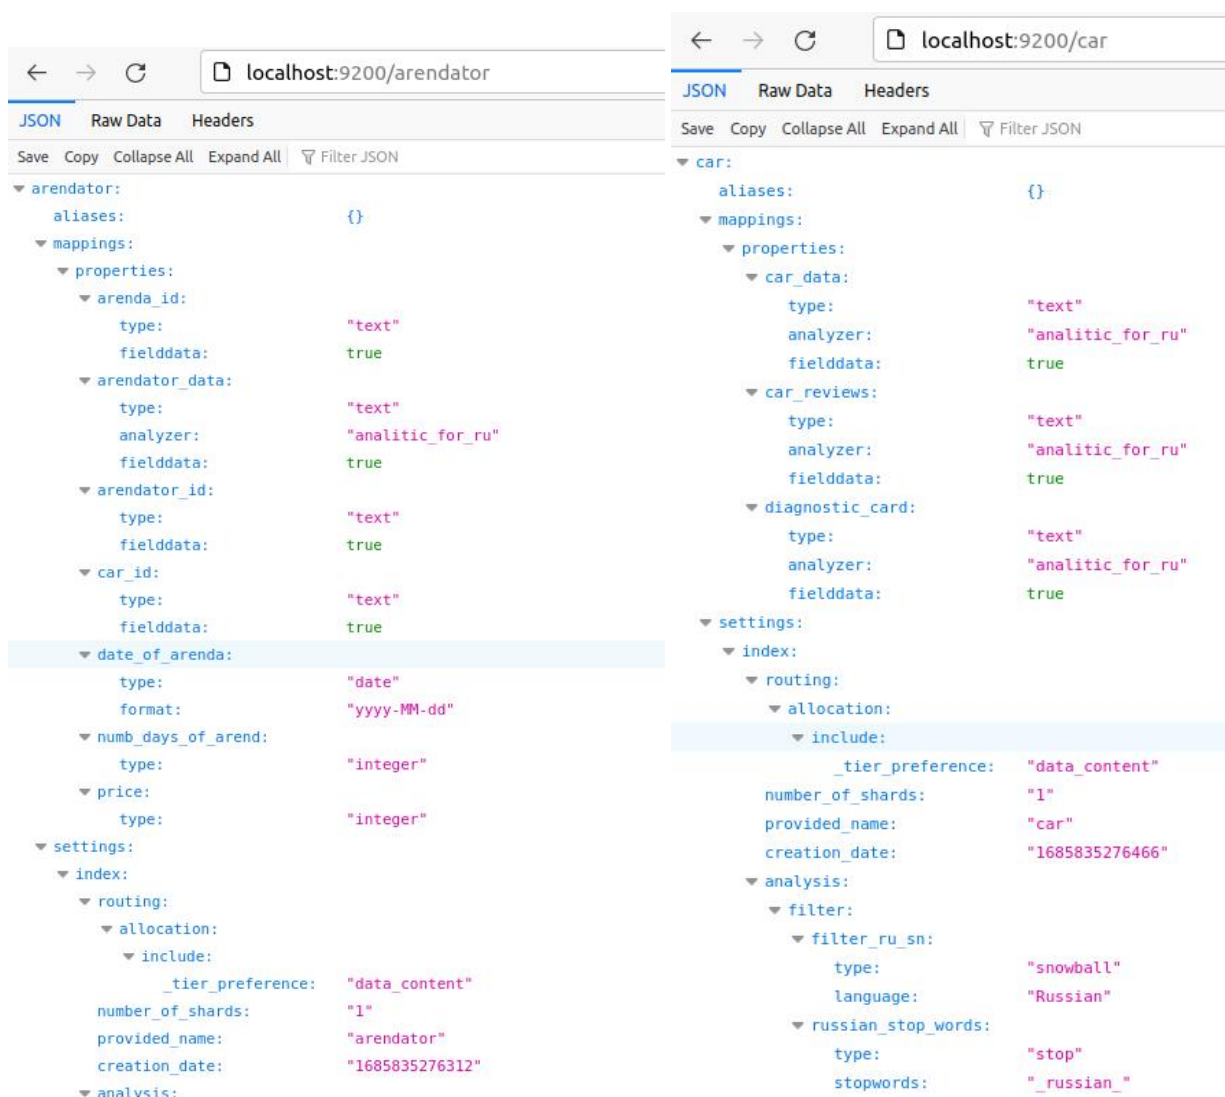 localhost:9200/arendator
JSON Raw Data Headers
Save Copy Collapse All Expand All Filter JSON
arendator:
aliases: {}
mappings:
properties:
arenda_id:
type: "text"
fielddata: true
arendator_data:
type: "text"
analyzer: "analitic_for_ru"
fielddata: true
arendator_id:
type: "text"
fielddata: true
car_id:
type: "text"
fielddata: true
date_of_arenda:
type: "date"
format: "yyyy-MM-dd"
numb_days_of_arend:
type: "integer"
price:
type: "integer"
settings:
index:
routing:
allocation:
include:
_tier_preference: "data_content"
number_of_shards: "1"
provided_name: "arendator"
creation_date: "1685835276312"
analysis:
localhost:9200/car
JSON Raw Data Headers
Save Copy Collapse All Expand All Filter JSON
car:
aliases: {}
mappings:
properties:
car_data:
type: "text"
analyzer: "analitic_for_ru"
fielddata: true
car_reviews:
type: "text"
analyzer: "analitic_for_ru"
fielddata: true
diagnostic_card:
type: "text"
analyzer: "analitic_for_ru"
fielddata: true
settings:
index:
routing:
allocation:
include:
_tier_preference: "data_content"
number_of_shards: "1"
provided_name: "car"
creation_date: "1685835276466"
analysis:
filter:
filter_ru_sn:
type: "snowball"
language: "Russian"
russian_stop_words:
type: "stop"
stopwords: "_russian_"